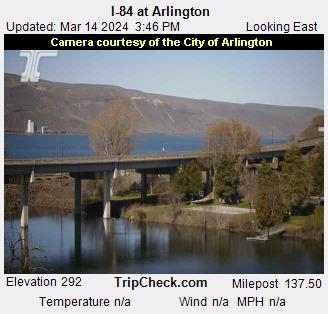 I-84 at Arlington
Updated: Mar 14 2024 3:46 PM Looking East
Camera courtesy of the City of Arlington
Elevation 292 TripCheck.com Milepost 137.50
Temperature n/a Wind n/a MPH n/a